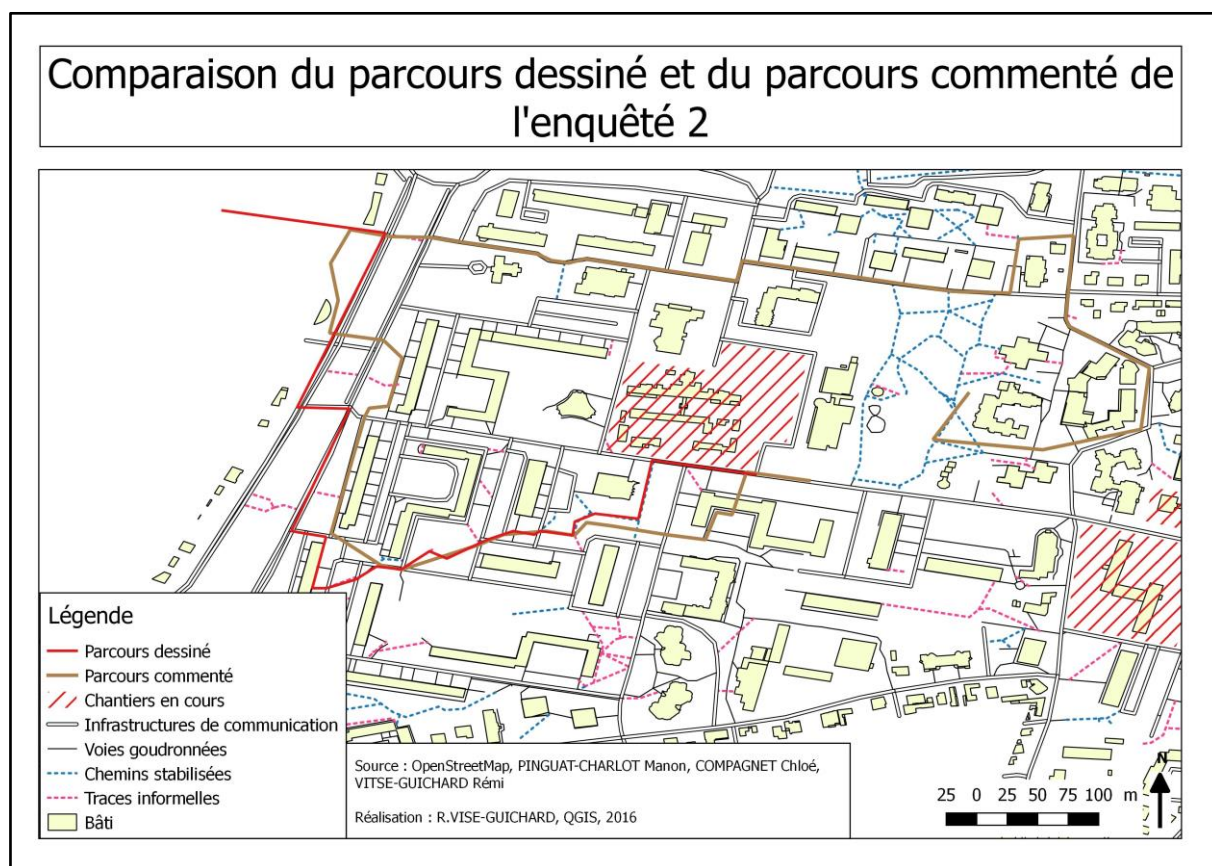 Comparaison du parcours dessiné et du parcours commenté de
l'enquêté 2
Légende
Parcours dessiné
Parcours commenté
Chantiers en cours
Infrastructures de communication
Voies goudronnées
Chemins stabilisées
Traces informelles
Bâti
Source : OpenStreetMap, PINGUAT-CHARLOT Manon, COMPAGNET Chloé,
VITSE-GUICHARD Rémi
Réalisation : R.VISE-GUICHARD, QGIS, 2016
25 0 25 50 75 100 m
N